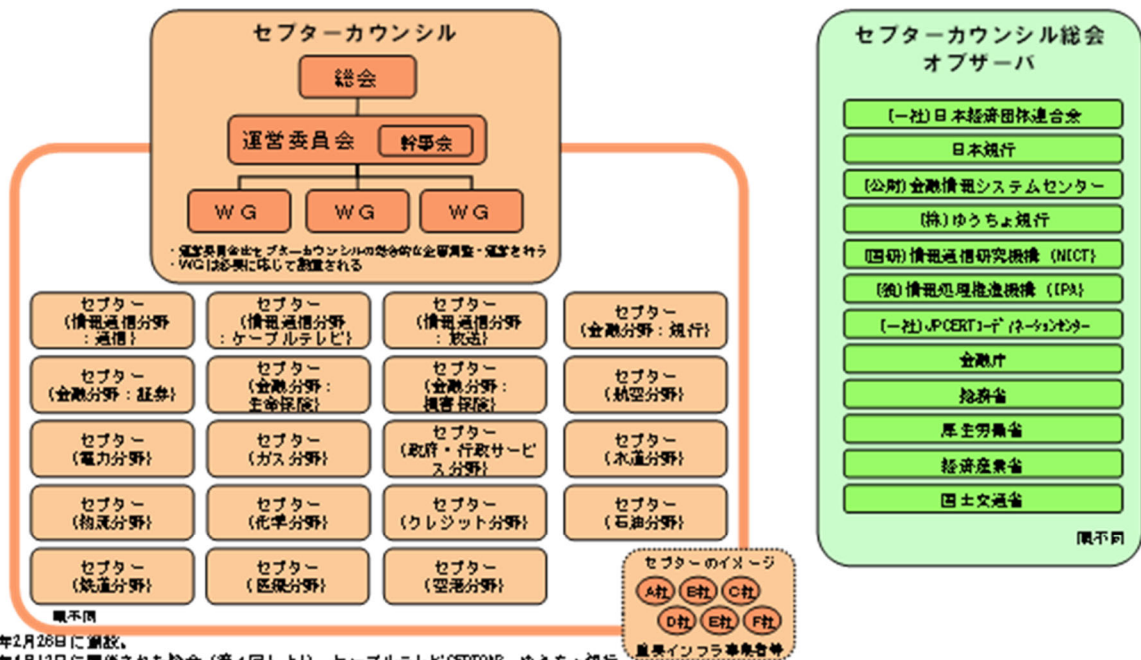 セプターカウンシル
総会
運営委員会
幹事会
WG
WG
WG
・運営委員会はセプターカウンシルの総合的な企画調整・運営を行う
・WGは必要に応じて設置される
セプター
(情報通信分野
:通信)
セプター
(情報通信分野
:ケーブルテレビ)
セプター
(情報通信分野
:放送)
セプター
(金融分野:銀行)
セプター
(金融分野:証券)
セプター
(金融分野:
生命保険)
セプター
(金融分野:
損害保険)
セプター
(航空分野)
セプター
(電力分野)
セプター
(ガス分野)
セプター
(政府・行政サービ
ス分野)
セプター
(水道分野)
セプター
(物流分野)
セプター
(化学分野)
セプター
(クレジット分野)
セプター
(石油分野)
セプター
(鉄道分野)
セプター
(医療分野)
セプター
(空港分野)
セプターのイメージ
A社 B社 C社
D社 E社 F社
重要インフラ事業者等
順不同
年2月26日に創設。
セプターカウンシル総会
オブザーバ
(一社)日本経済団体連合会
日本銀行
(公財)金融情報システムセンター
(株)ゆうちょ銀行
(国研)情報通信研究機構(NICT)
(独)情報処理推進機構(IPA)
(一社)JPCERTコーディネーションセンター
金融庁
総務省
厚生労働省
経済産業省
国土交通省
順不同